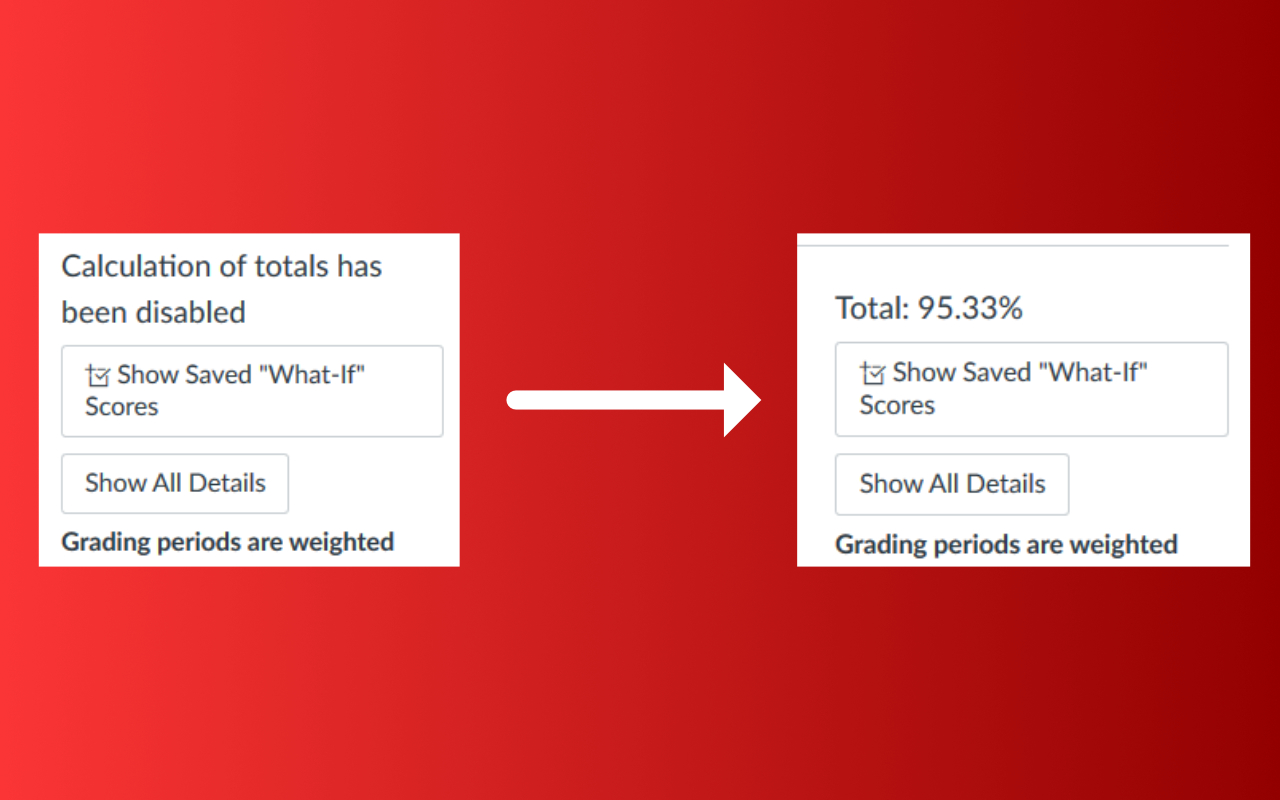 Calculation of totals has
been disabled
Show Saved "What-If"
Scores
Show All Details
Grading periods are weighted
Total: 95.33%
Show Saved "What-If"
Scores
Show All Details
Grading periods are weighted